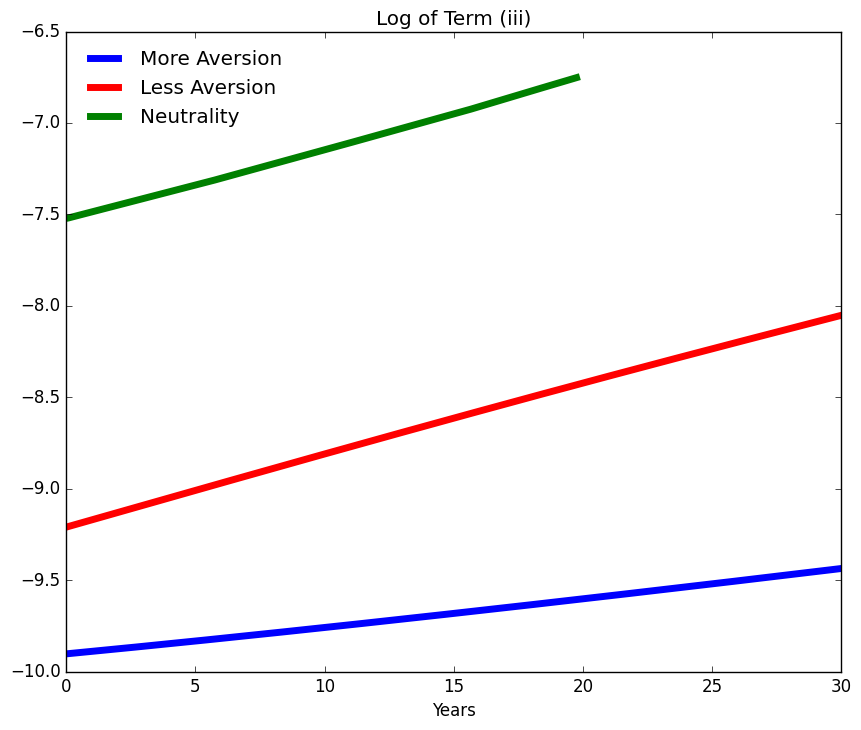 Log of Term (iii)
−6.5
−7.0
−7.5
−8.0
−8.5
−9.0
−9.5
−10.0
More Aversion
Less Aversion
Neutrality
0 5 10 15 20 25 30
Years